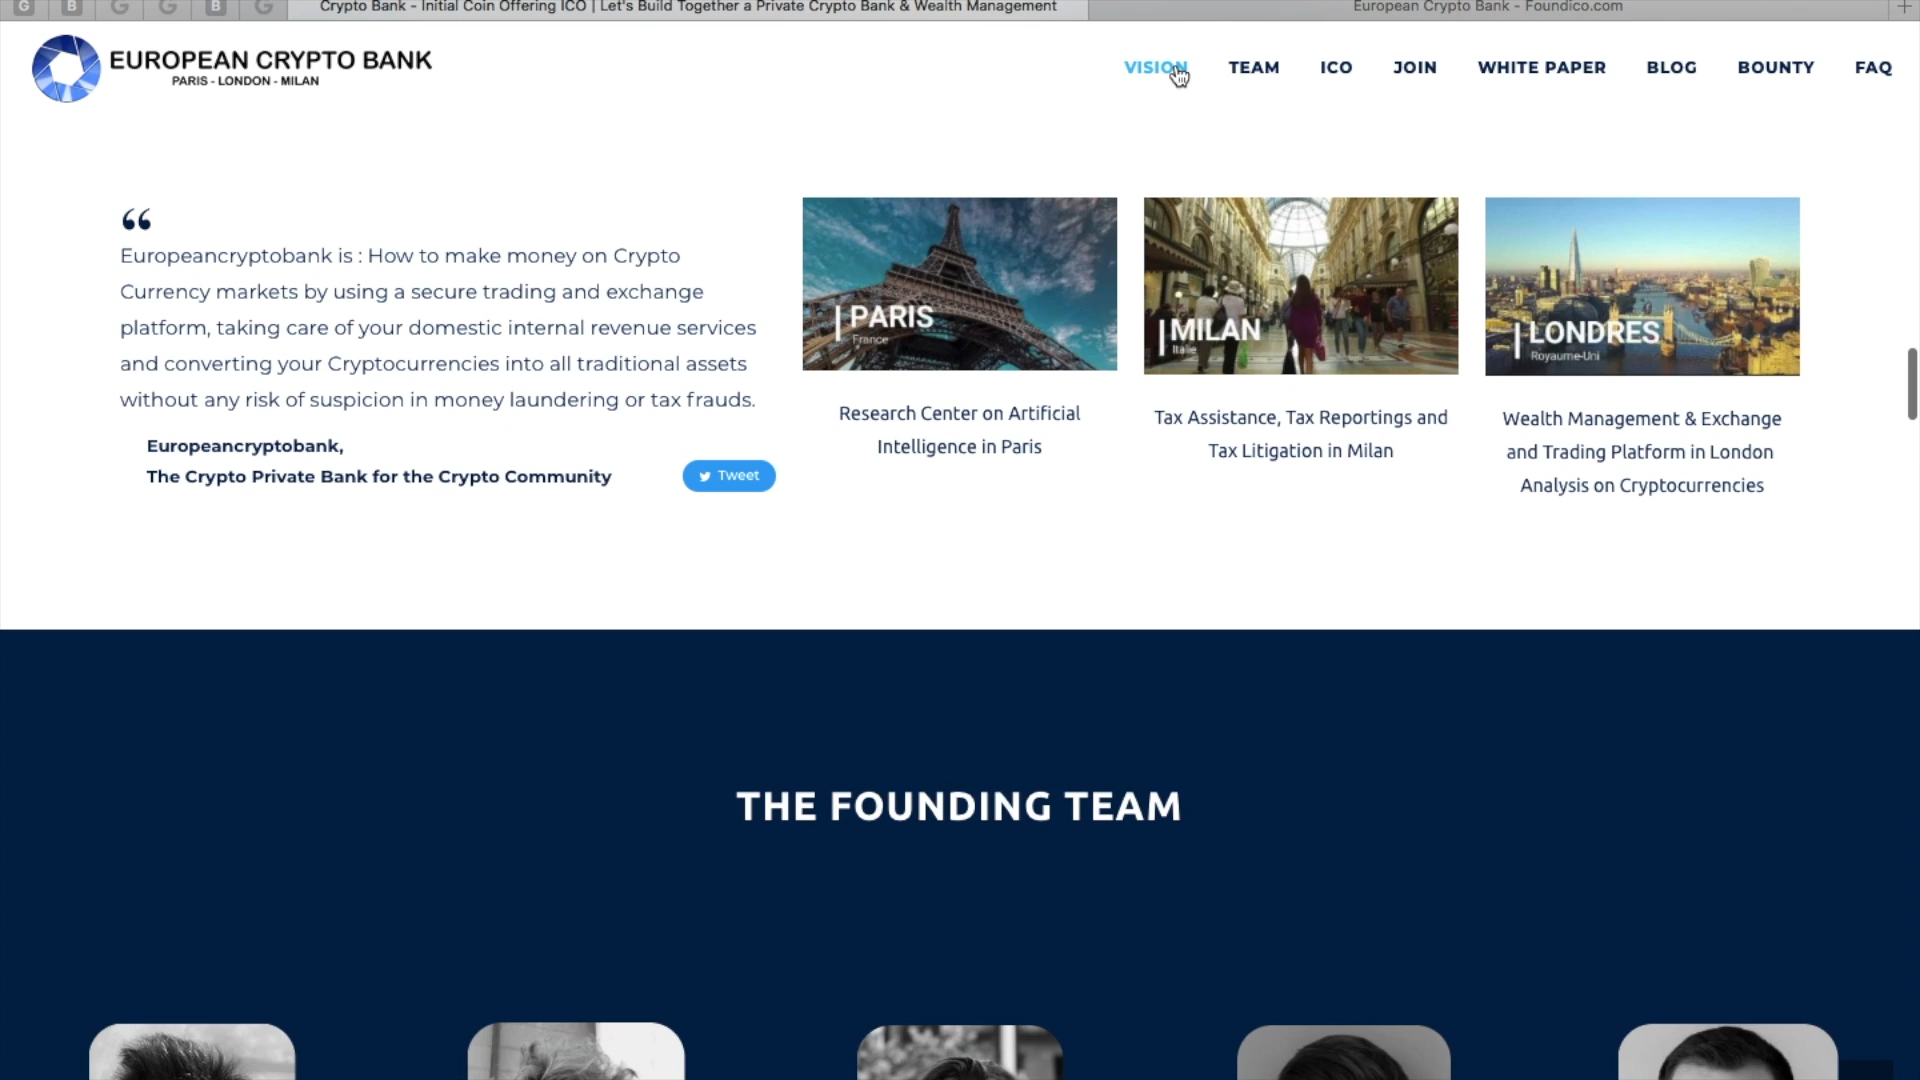 G B G G B G Crypto Bank - Initial Coin Offering ICO | Let's Build Together a Private Crypto Bank & Wealth Management European Crypto Bank - Foundico.com +
EUROPEAN CRYPTO BANK
PARIS - LONDON - MILAN
VISION TEAM ICO JOIN WHITE PAPER BLOG BOUNTY FAQ
“
Europeancryptobank is : How to make money on Crypto
Currency markets by using a secure trading and exchange
platform, taking care of your domestic internal revenue services
and converting your Cryptocurrencies into all traditional assets
without any risk of suspicion in money laundering or tax frauds.
Europeancryptobank,
The Crypto Private Bank for the Crypto Community
Tweet
PARIS
France
Research Center on Artificial
Intelligence in Paris
MILAN
Italie
Tax Assistance, Tax Reportings and
Tax Litigation in Milan
LONDRES
Royaume-Uni
Wealth Management & Exchange
and Trading Platform in London
Analysis on Cryptocurrencies
THE FOUNDING TEAM